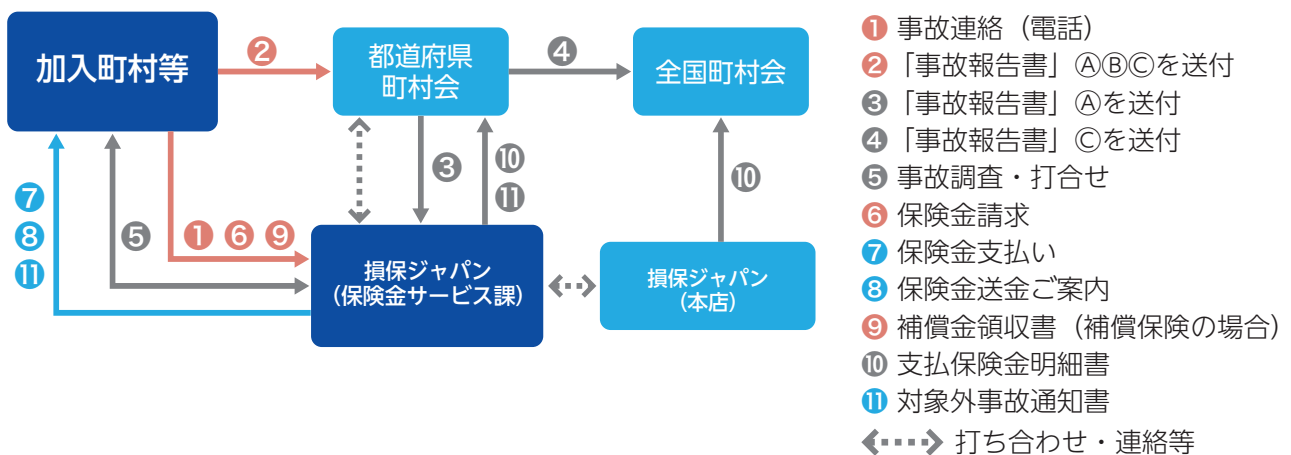 加入町村等
❷
都道府県
町村会
❹
全国町村会
❸
❿
⓫
❿
❼
❽
⓫
❺
❶ ❻ ❾
損保ジャパン
（保険金サービス課）
損保ジャパン
（本店）
❶ 事故連絡（電話）
❷「事故報告書」ⒶⒷⒸを送付
❸「事故報告書」Ⓐを送付
❹「事故報告書」Ⓒを送付
❺ 事故調査・打合せ
❻ 保険金請求
❼ 保険金支払い
❽ 保険金送金ご案内
❾ 補償金領収書（補償保険の場合）
❿ 支払保険金明細書
⓫ 対象外事故通知書
打ち合わせ・連絡等